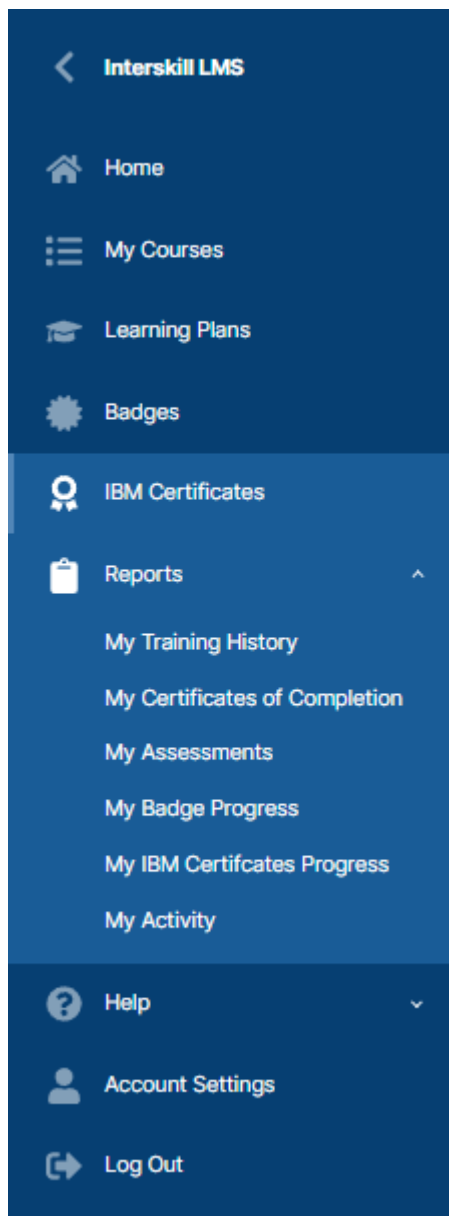 Interskill LMS
Home
My Courses
Learning Plans
Badges
IBM Certificates
Reports
My Training History
My Certificates of Completion
My Assessments
My Badge Progress
My IBM Certifcates Progress
My Activity
Help
Account Settings
Log Out